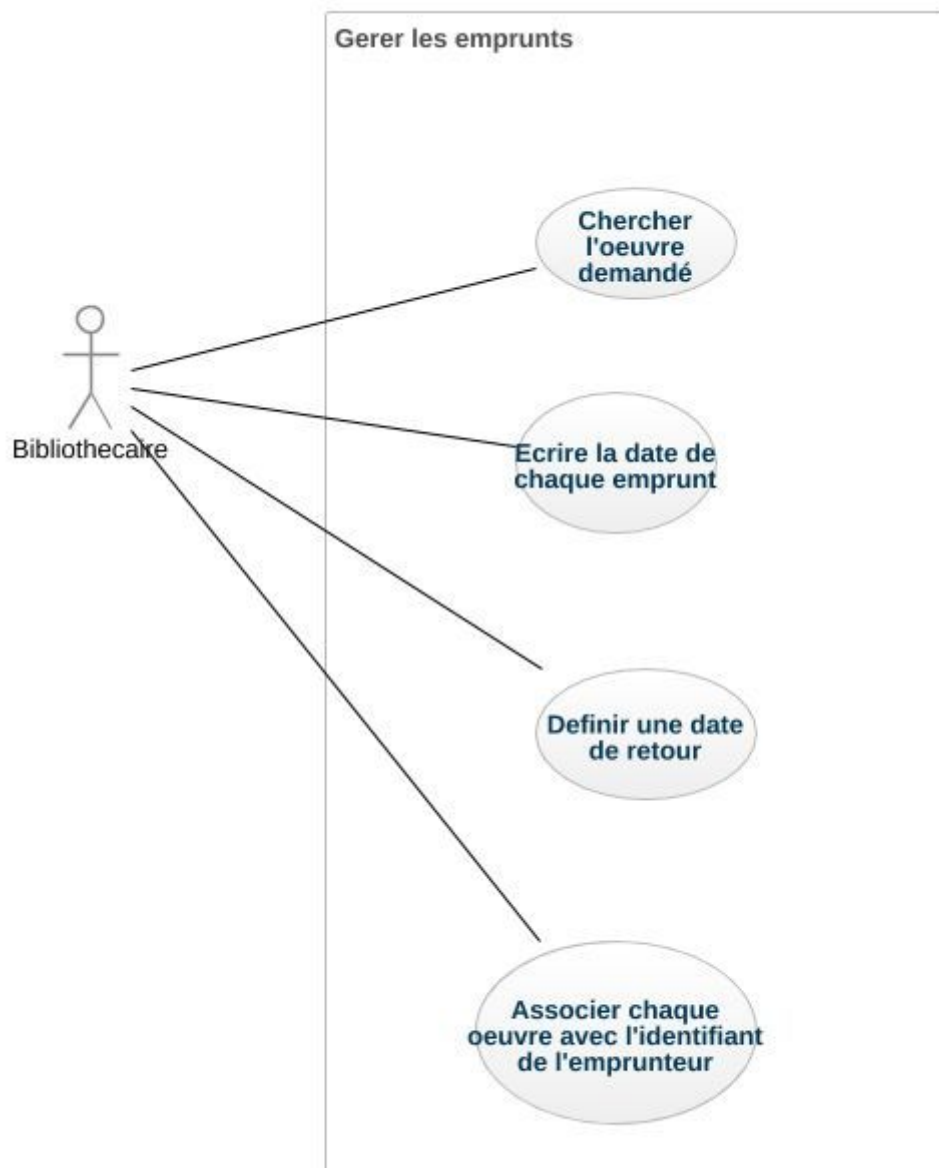 Gerer les emprunts
Chercher
l'oeuvre
demandé
Bibliothecaire
Ecrire la date de
chaque emprunt
Definir une date
de retour
Associer chaque
oeuvre avec l'identifiant
de l'emprunteur